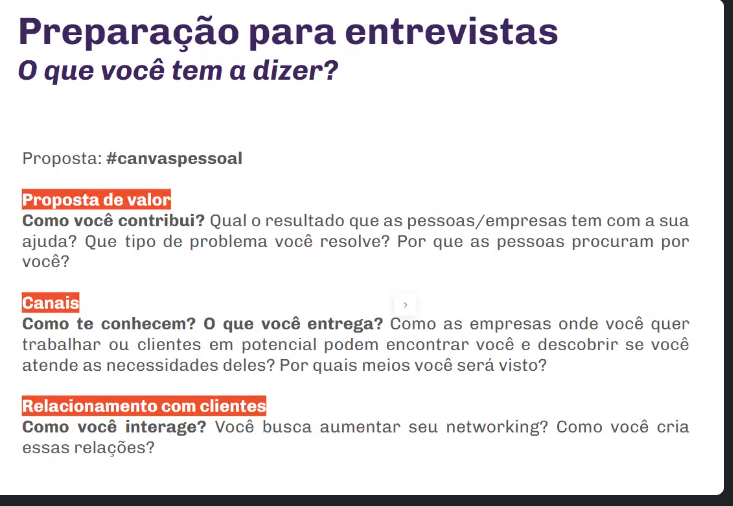 Preparação para entrevistas
O que você tem a dizer?
Proposta: #canvaspessoal
Proposta de valor
Como você contribui? Qual o resultado que as pessoas/empresas tem com a sua
ajuda? Que tipo de problema você resolve? Por que as pessoas procuram por
você?
Canais
Como te conhecem? O que você entrega? Como as empresas onde você quer
trabalhar ou clientes em potencial podem encontrar você e descobrir se você
atende as necessidades deles? Por quais meios você será visto?
Relacionamento com clientes
Como você interage? Você busca aumentar seu networking? Como você cria
essas relações?